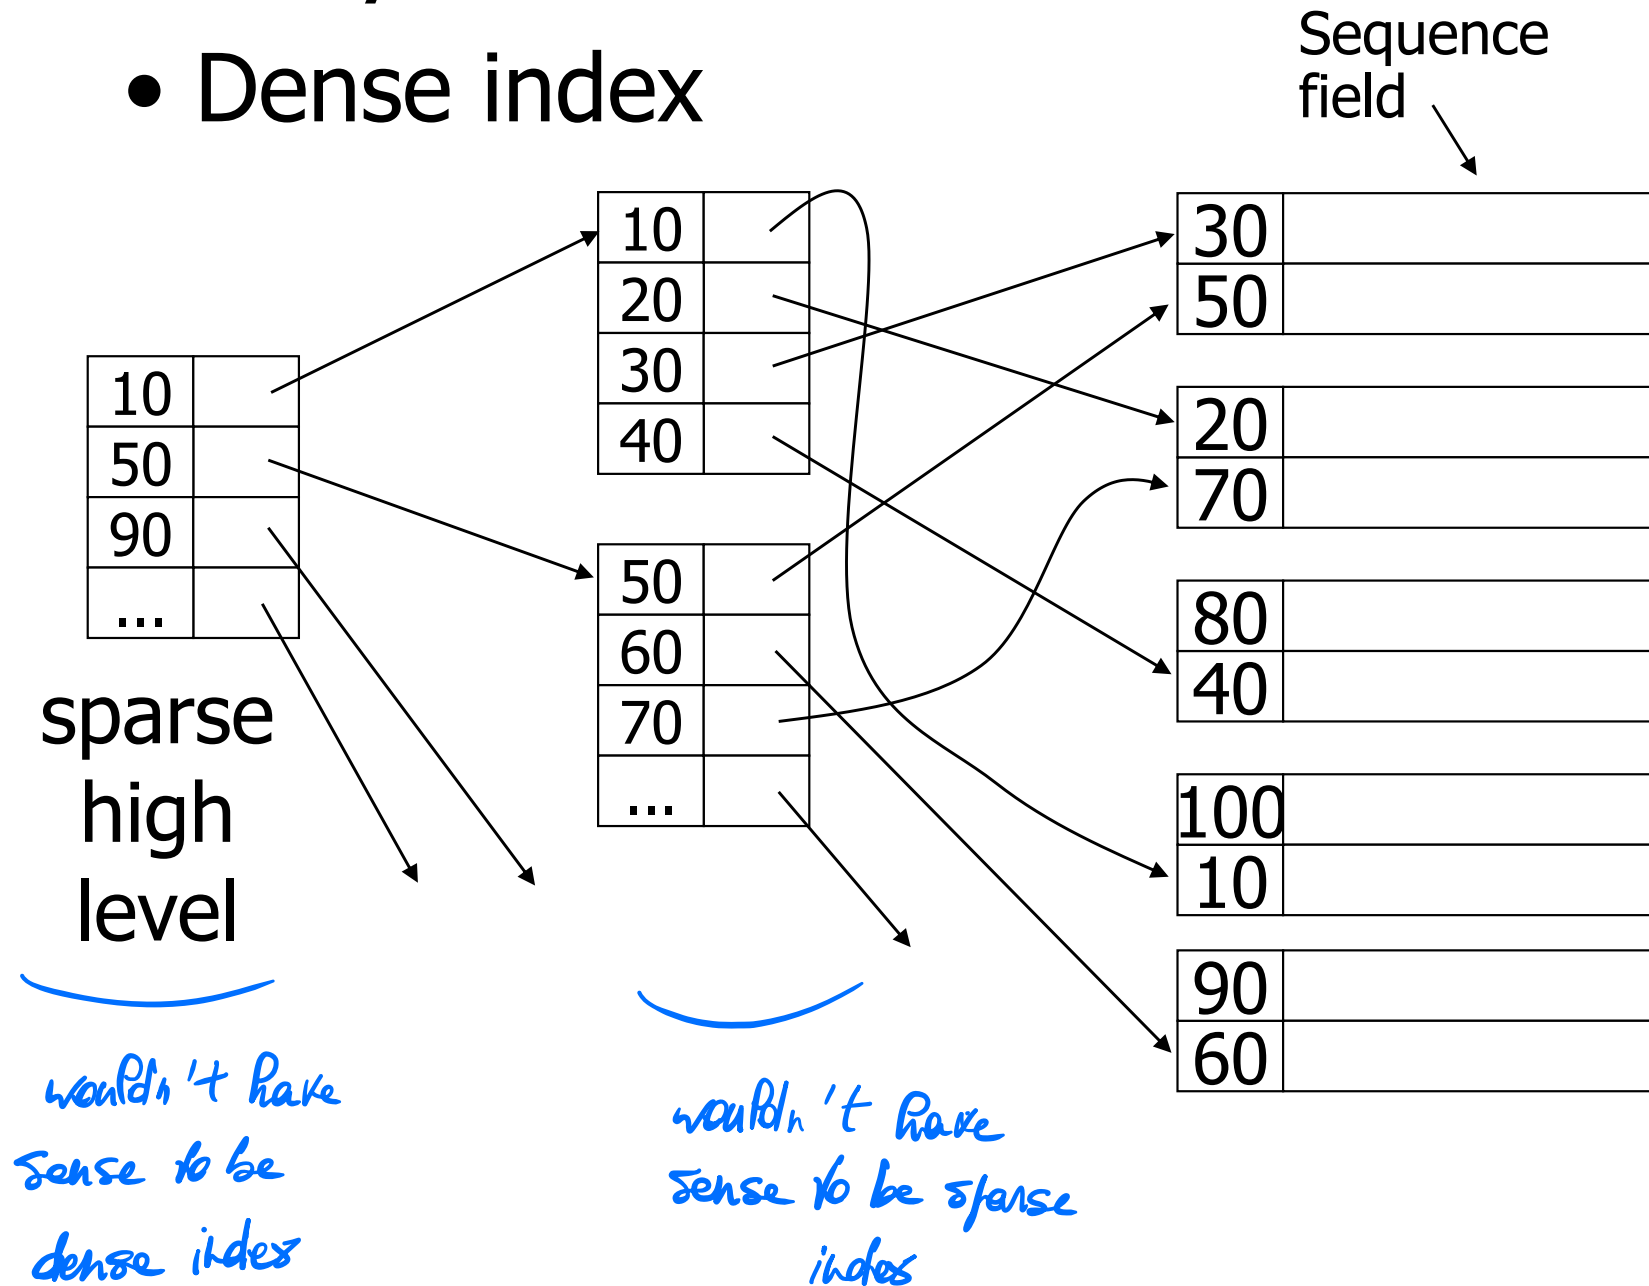 • Dense index
Sequence
field
10
50
90
...
sparse
high
level
10
20
30
40
50
60
70
...
30
50
20
70
80
40
100
10
90
60
wouldn't have
sense to be
dense index
wouldn't have
sense to be sparse
index